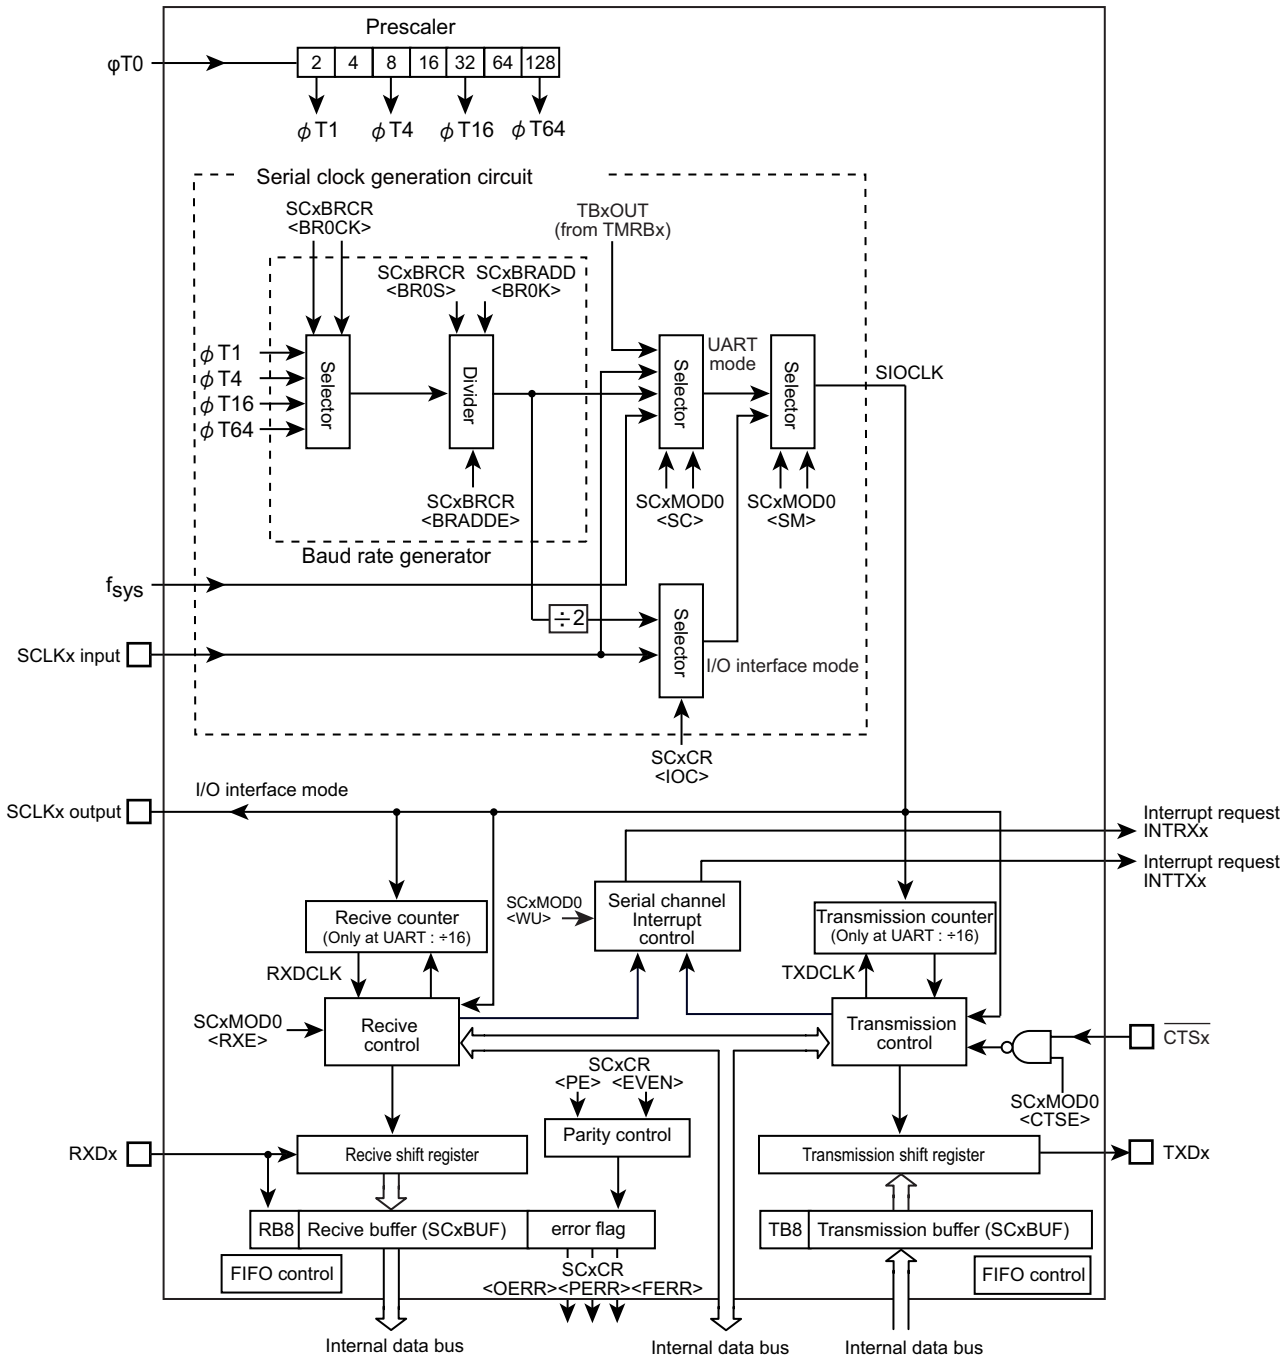 Prescaler
φT0
2 4 8 16 32 64 128
ϕT1 ϕT4 ϕT16 ϕT64
Serial clock generation circuit
SCxBRCR
<BR0CK>
TBxOUT
(from TMRBx)
SCxBRCR
<BR0S>
SCxBRADD
<BR0K>
ϕT1
ϕT4
ϕT16
ϕT64
Selector
Divider
Selector
UART
mode
Selector
SIOCLK
SCxBRCR
<BRADDE>
SCxMOD0
<SC>
SCxMOD0
<SM>
Baud rate generator
fsys
÷2
Selector
SCLKx input
I/O interface mode
SCxCR
<IOC>
I/O interface mode
SCLKx output
Interrupt request
INTRXx
Interrupt request
INTTXx
Recive counter
(Only at UART : ÷16)
SCxMOD0
<WU>
Serial channel
Interrupt
control
Transmission counter
(Only at UART : ÷16)
RXDCLK
TXDCLK
SCxMOD0
<RXE>
Recive
control
Transmission
control
CTSx
SCxCR
<PE> <EVEN>
SCxMOD0
<CTSE>
Parity control
RXDx
Recive shift register
Transmission shift register
TXDx
RB8 Recive buffer (SCxBUF) error flag
TB8 Transmission buffer (SCxBUF)
FIFO control
SCxCR
<OERR><PERR><FERR>
FIFO control
Internal data bus
Internal data bus
Internal data bus